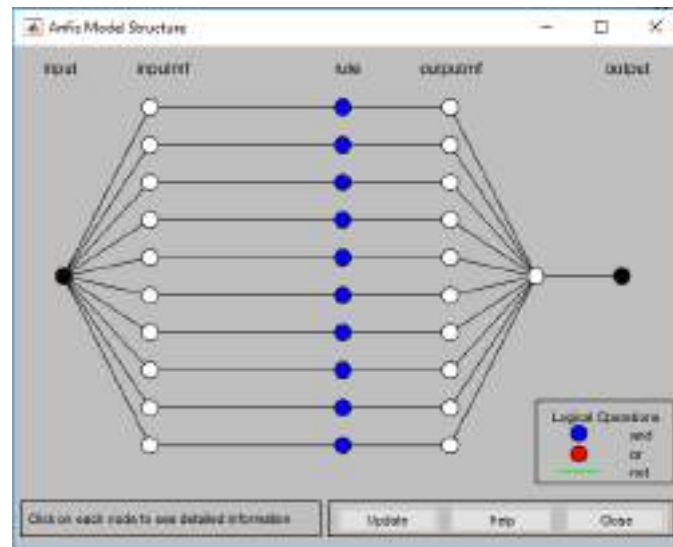 Anfis Model Structure
input inputmf rule outputmf output
Logical Operations
and
or
not
Click on each node to see detailed information
Update Help Close